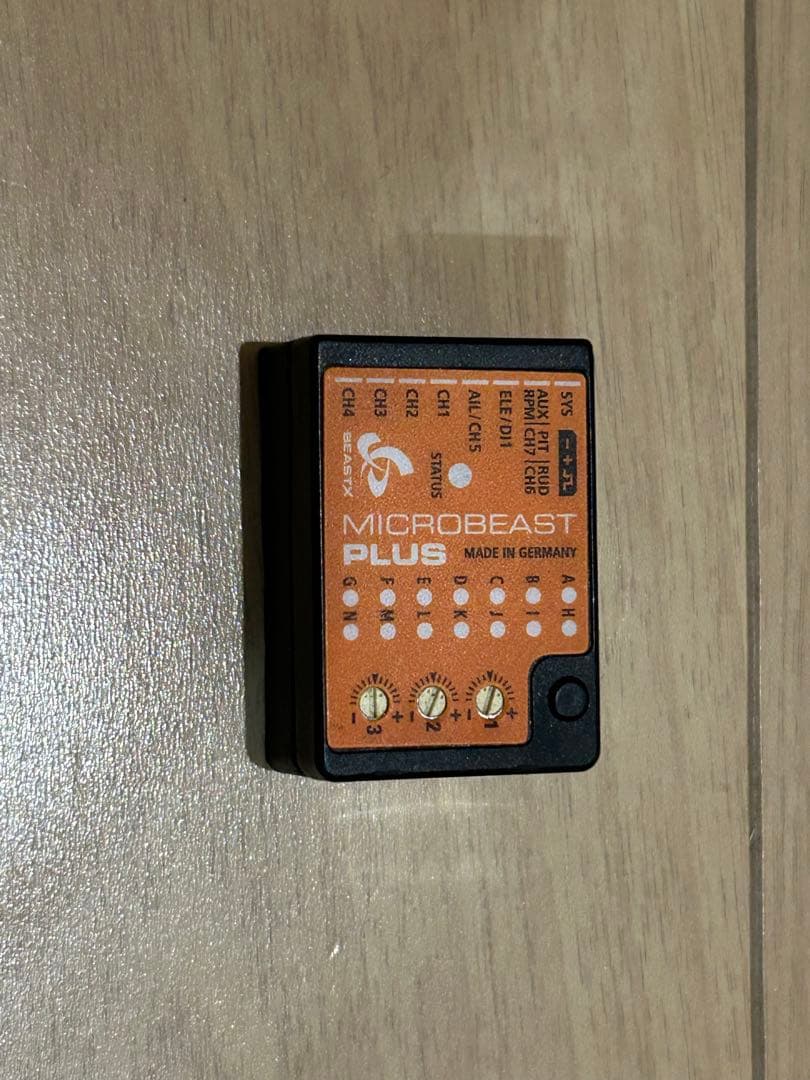 SYS
PIT | RUD
AUX | CH7 | CH6
RPM
ELE/DI1
AIL/CH5
CH1
CH2
CH3
CH4
STATUS
BEASTX
MICROBEAST
PLUS MADE IN GERMANY
A B C D E F G
H I J K L M N
- 1 +
- 2 +
- 3 +